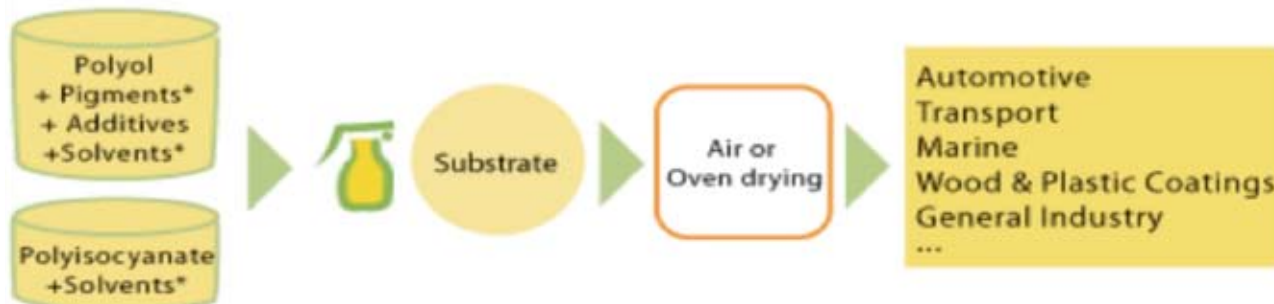 Polyol
+ Pigments*
+ Additives
+Solvents*
Polyisocyanate
+Solvents*
Substrate
Air or
Oven drying
Automotive
Transport
Marine
Wood & Plastic Coatings
General Industry
...